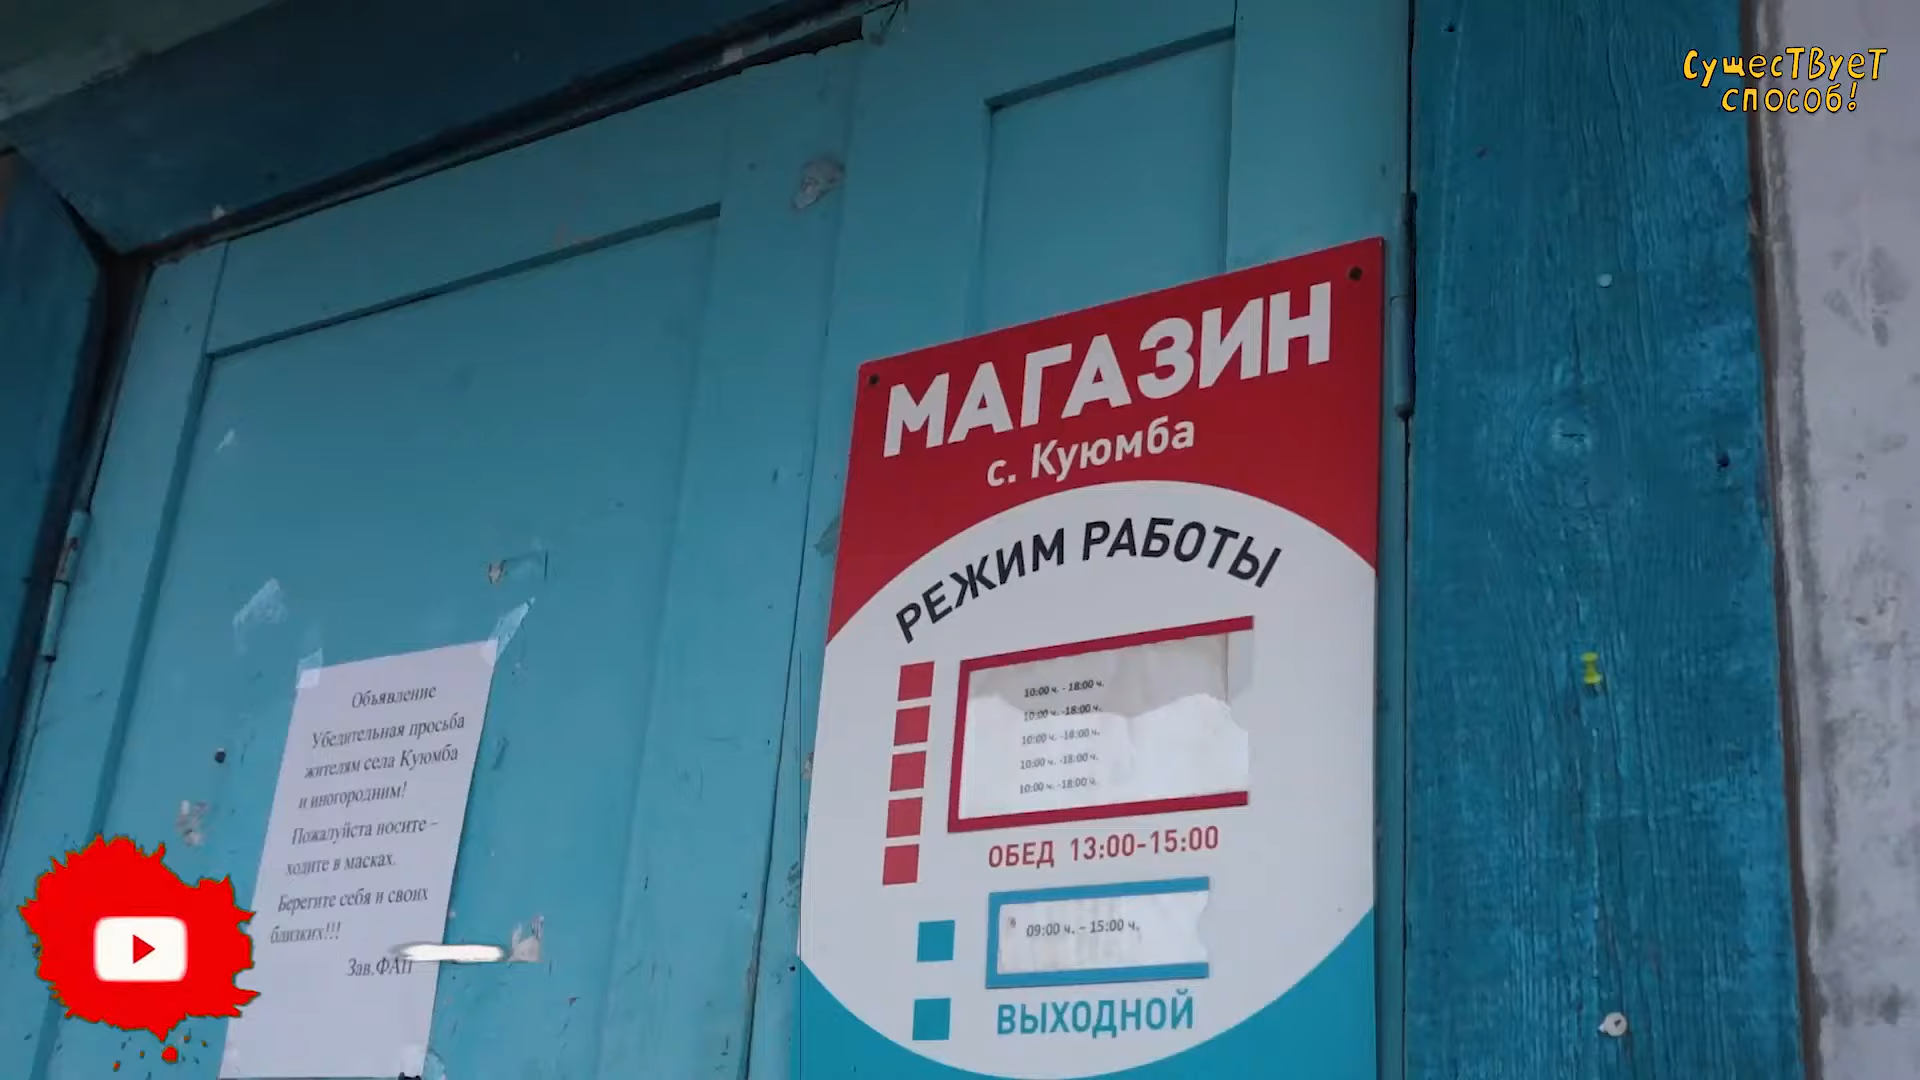 Существует
способ!
МАГАЗИН
с. Куюмба
РЕЖИМ РАБОТЫ
10:00 ч. - 18:00 ч.
10:00 ч. -18:00 ч.
10:00 ч. -18:00 ч.
10:00 ч. -18:00 ч.
10:00 ч. -18:00 ч.
ОБЕД 13:00-15:00
09:00 ч. – 15:00 ч.
ВЫХОДНОЙ
Объявление
Убедительная просьба
жителям села Куюмба
и иногородним!
Пожалуйста носите –
ходите в масках.
Берегите себя и своих
близких!!!
Зав.ФАП